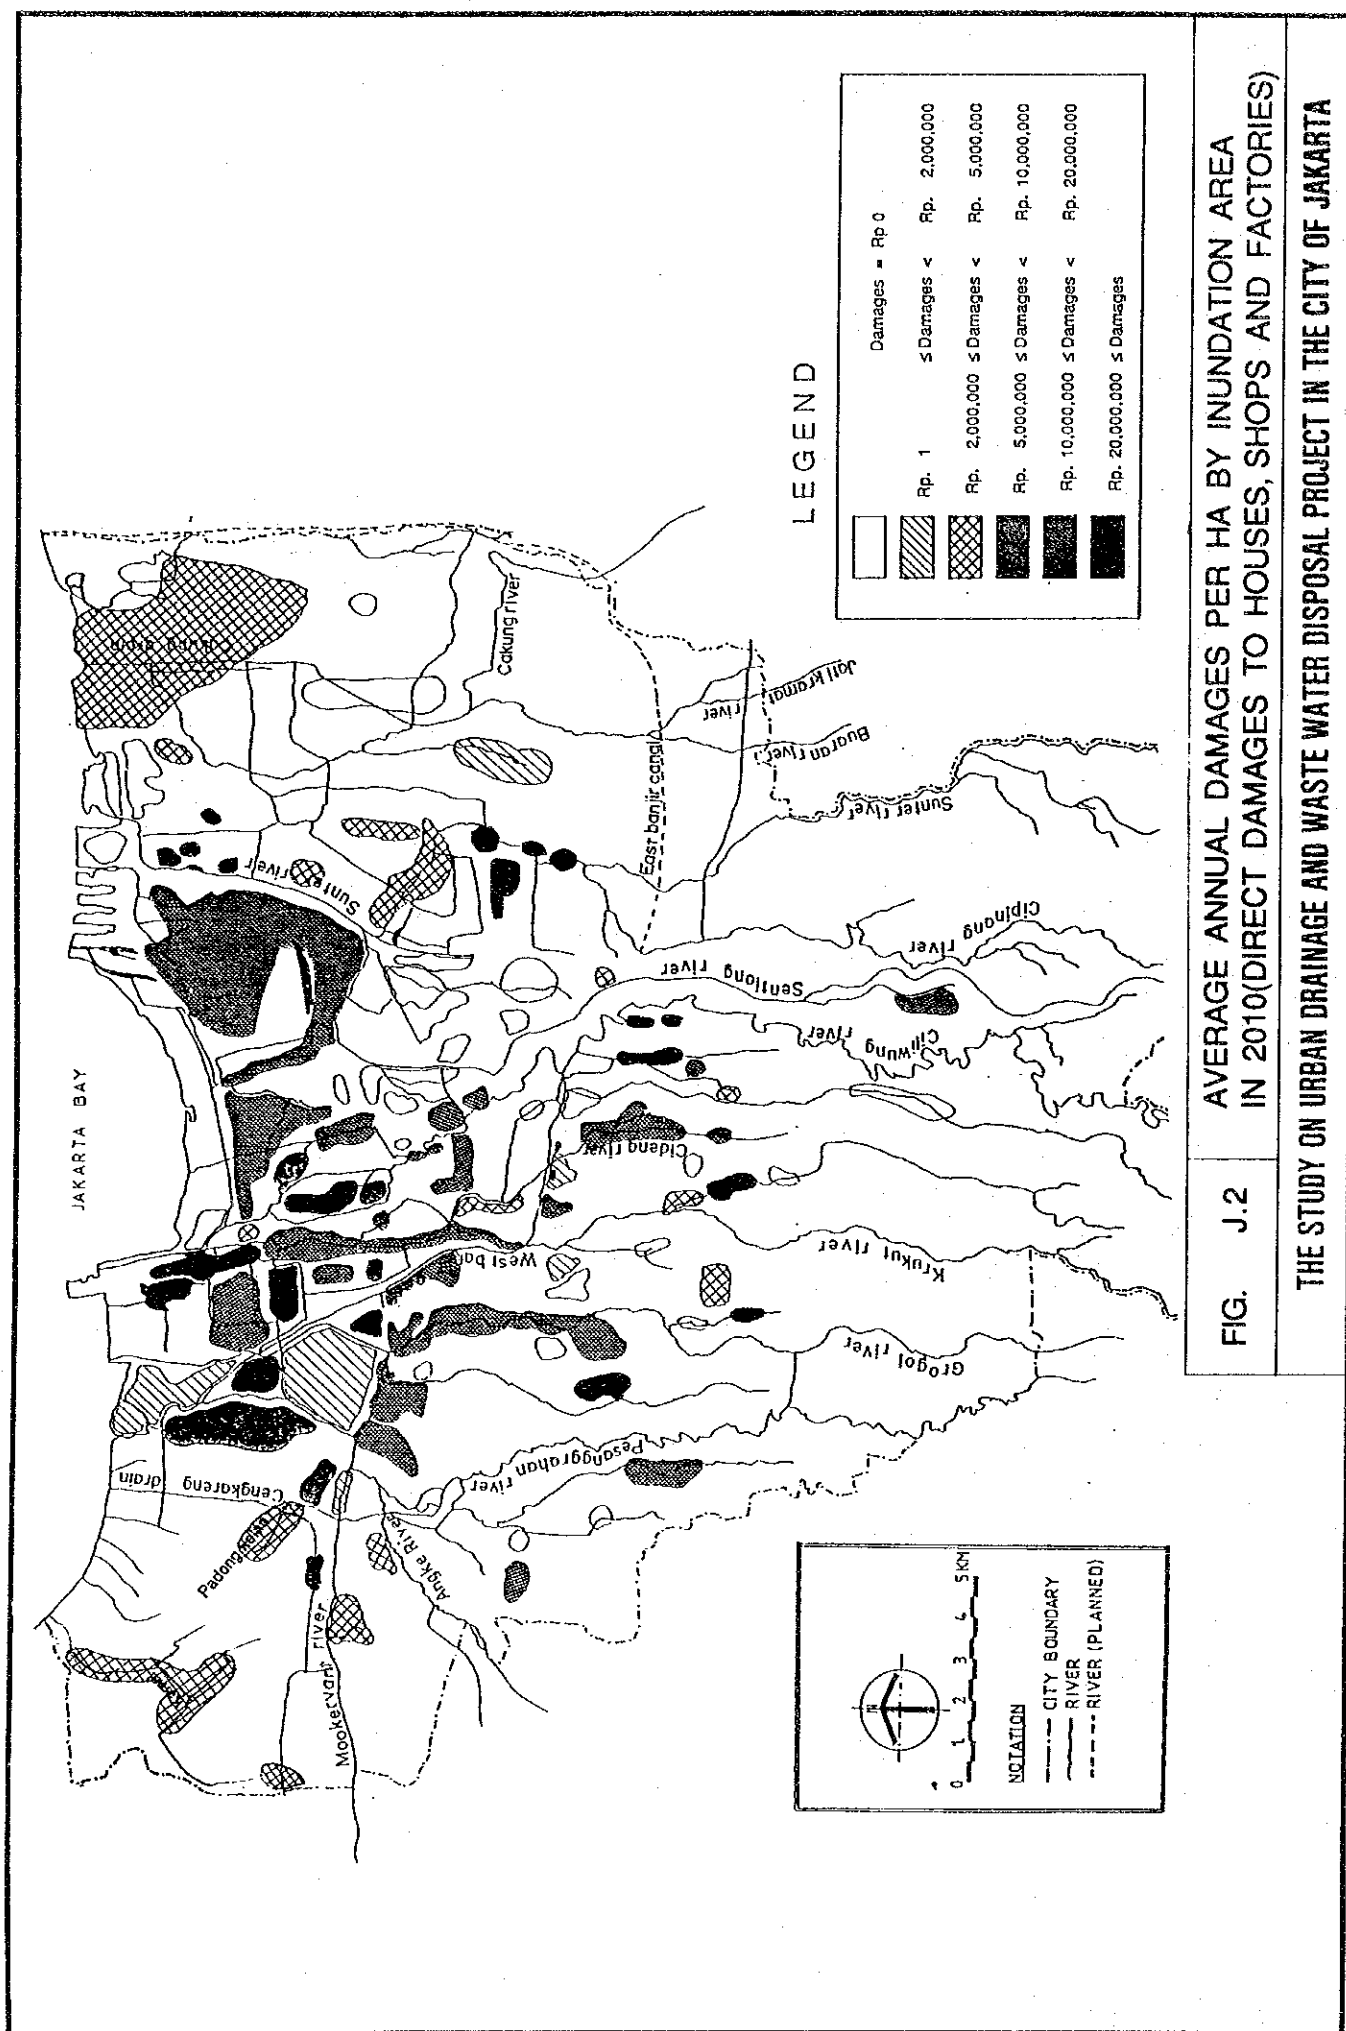 JAKARTA BAY
Cakung river
Jati kramat
river
Buaran river
East banjir canal
Sunter river
Sunter river
Cipinang
river
Sentiong river
Ciliwung
river
Cideng river
Krukut river
Grogol river
Pesanggrahan river
Cengkareng
drain
Angke River
Mookervart river
LEGEND
Damages = Rp 0
Rp. 1 ≤ Damages < Rp. 2,000,000
Rp. 2,000,000 ≤ Damages < Rp. 5,000,000
Rp. 5,000,000 ≤ Damages < Rp. 10,000,000
Rp. 10,000,000 ≤ Damages < Rp. 20,000,000
Rp. 20,000,000 ≤ Damages
N
0 1 2 3 4 5 KM
NOTATION
CITY BOUNDARY
RIVER
RIVER (PLANNED)
FIG. J.2
AVERAGE ANNUAL DAMAGES PER HA BY INUNDATION AREA
IN 2010(DIRECT DAMAGES TO HOUSES, SHOPS AND FACTORIES)
THE STUDY ON URBAN DRAINAGE AND WASTE WATER DISPOSAL PROJECT IN THE CITY OF JAKARTA